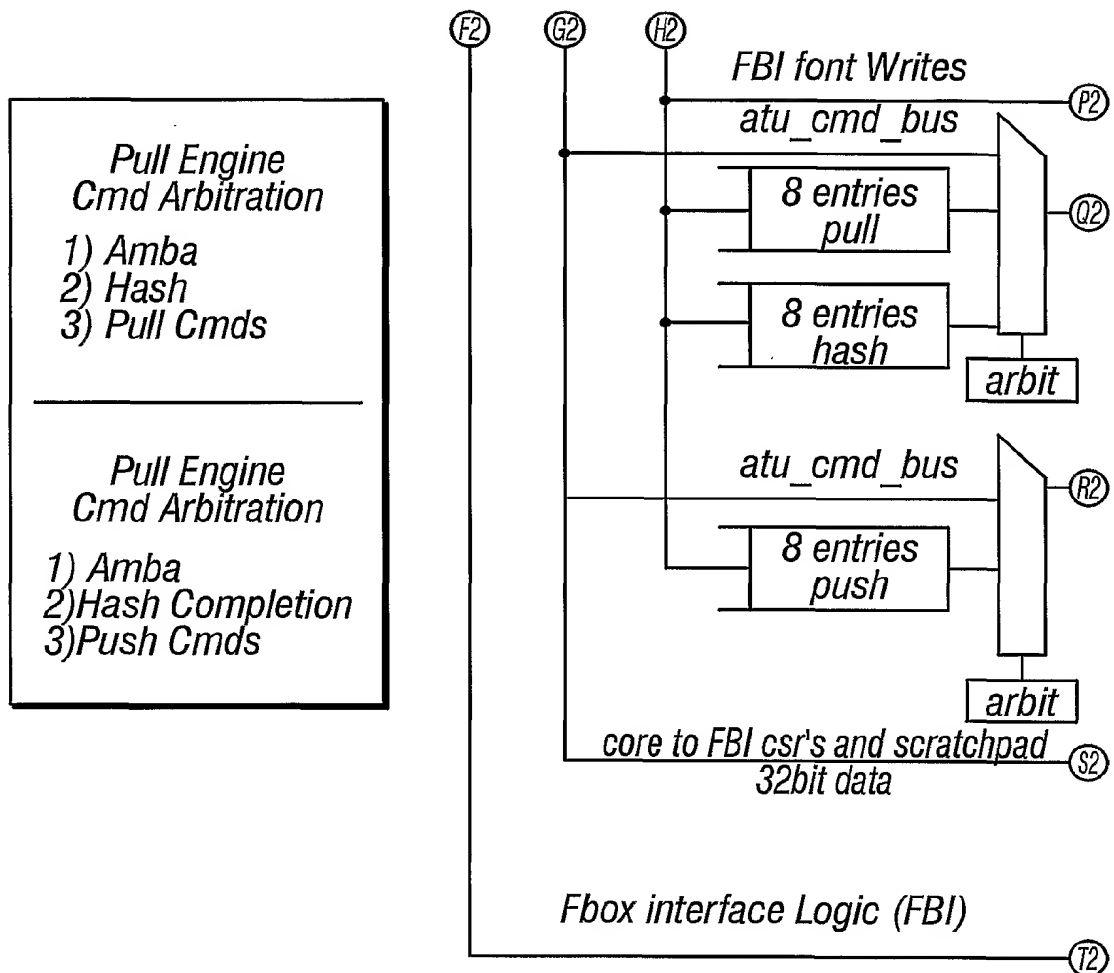 F2
G2
H2
FBI font Writes
P2
atu_cmd_bus
8 entries
pull
Q2
8 entries
hash
arbit
atu_cmd_bus
R2
8 entries
push
arbit
core to FBI csr's and scratchpad
32bit data
S2
Fbox interface Logic (FBI)
T2
Pull Engine
Cmd Arbitration
1) Amba
2) Hash
3) Pull Cmds
Pull Engine
Cmd Arbitration
1) Amba
2)Hash Completion
3)Push Cmds